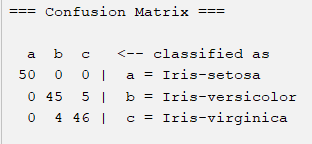 === Confusion Matrix ===
a b c <-- classified as
50 0 0 | a = Iris-setosa
0 45 5 | b = Iris-versicolor
0 4 46 | c = Iris-virginica